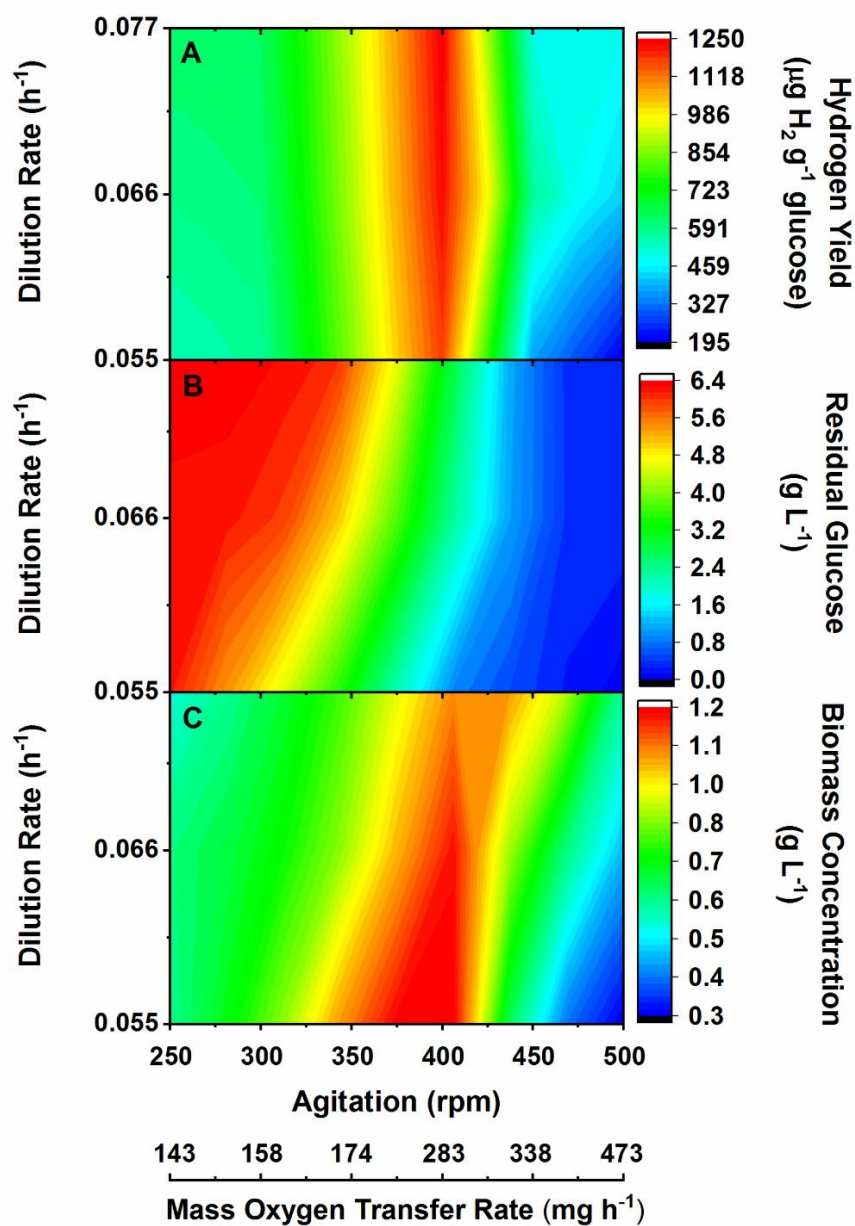 0.077
A
Dilution Rate (h⁻¹)
0.066
0.055
1250
1118
986
854
723
591
459
327
195
Hydrogen Yield
(µg H₂ g⁻¹ glucose)
B
Dilution Rate (h⁻¹)
0.066
0.055
6.4
5.6
4.8
4.0
3.2
2.4
1.6
0.8
0.0
Residual Glucose
(g L⁻¹)
C
Dilution Rate (h⁻¹)
0.066
0.055
1.2
1.1
1.0
0.8
0.7
0.6
0.5
0.4
0.3
Biomass Concentration
(g L⁻¹)
250 300 350 400 450 500
Agitation (rpm)
143 158 174 283 338 473
Mass Oxygen Transfer Rate (mg h⁻¹)